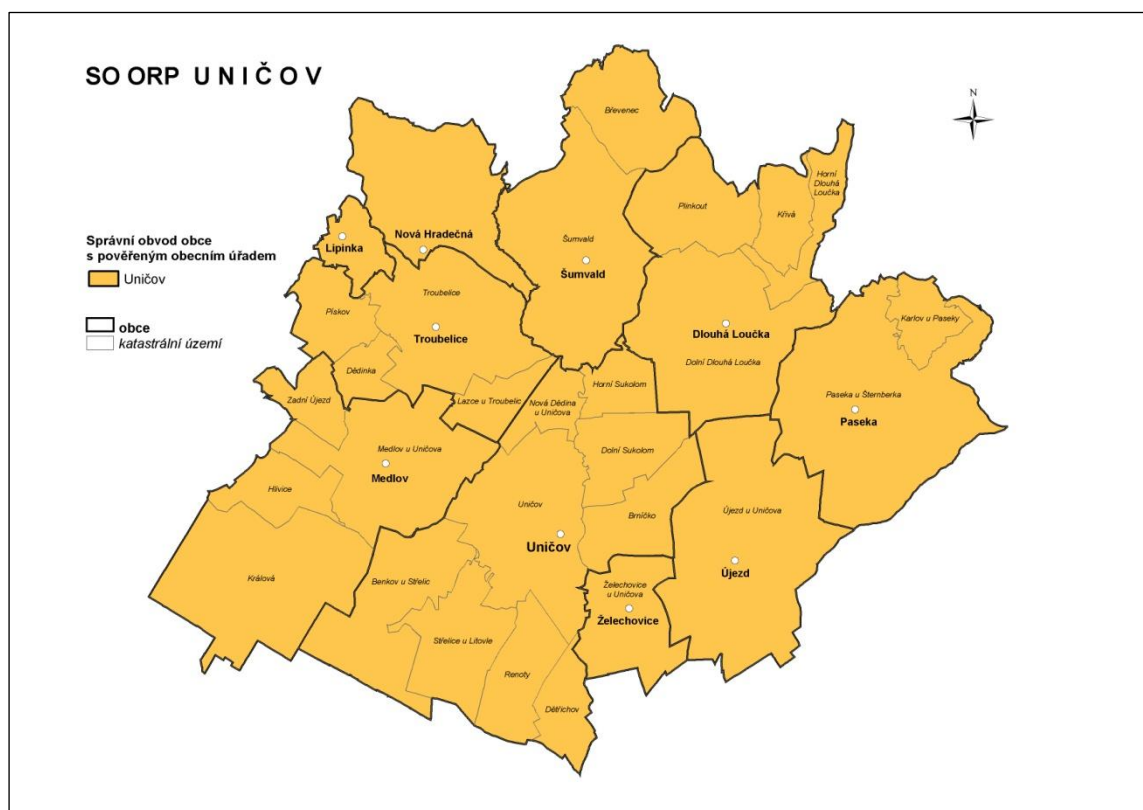 SO ORP U N I Č O V
N
Správní obvod obce
s pověřeným obecním úřadem
Uničov
obce
katastrální území
Břevenec
Plinkout
Křivá
Horní
Dlouhá
Loučka
Šumvald
Šumvald
Nová Hradečná
Lipinka
Troubelice
Troubelice
Pískov
Dědinka
Lazce u Troubelic
Dlouhá Loučka
Dolní Dlouhá Loučka
Karlov u Paseky
Paseka u Šternberka
Paseka
Zadní Újezd
Nová Dědina
u Uničova
Horní Sukolom
Dolní Sukolom
Medlov u Uničova
Medlov
Hlivice
Uničov
Uničov
Brníčko
Újezd u Uničova
Újezd
Králová
Benkov u Střelic
Želechovice
u Uničova
Želechovice
Střelice u Litovle
Renoty
Dětřichov